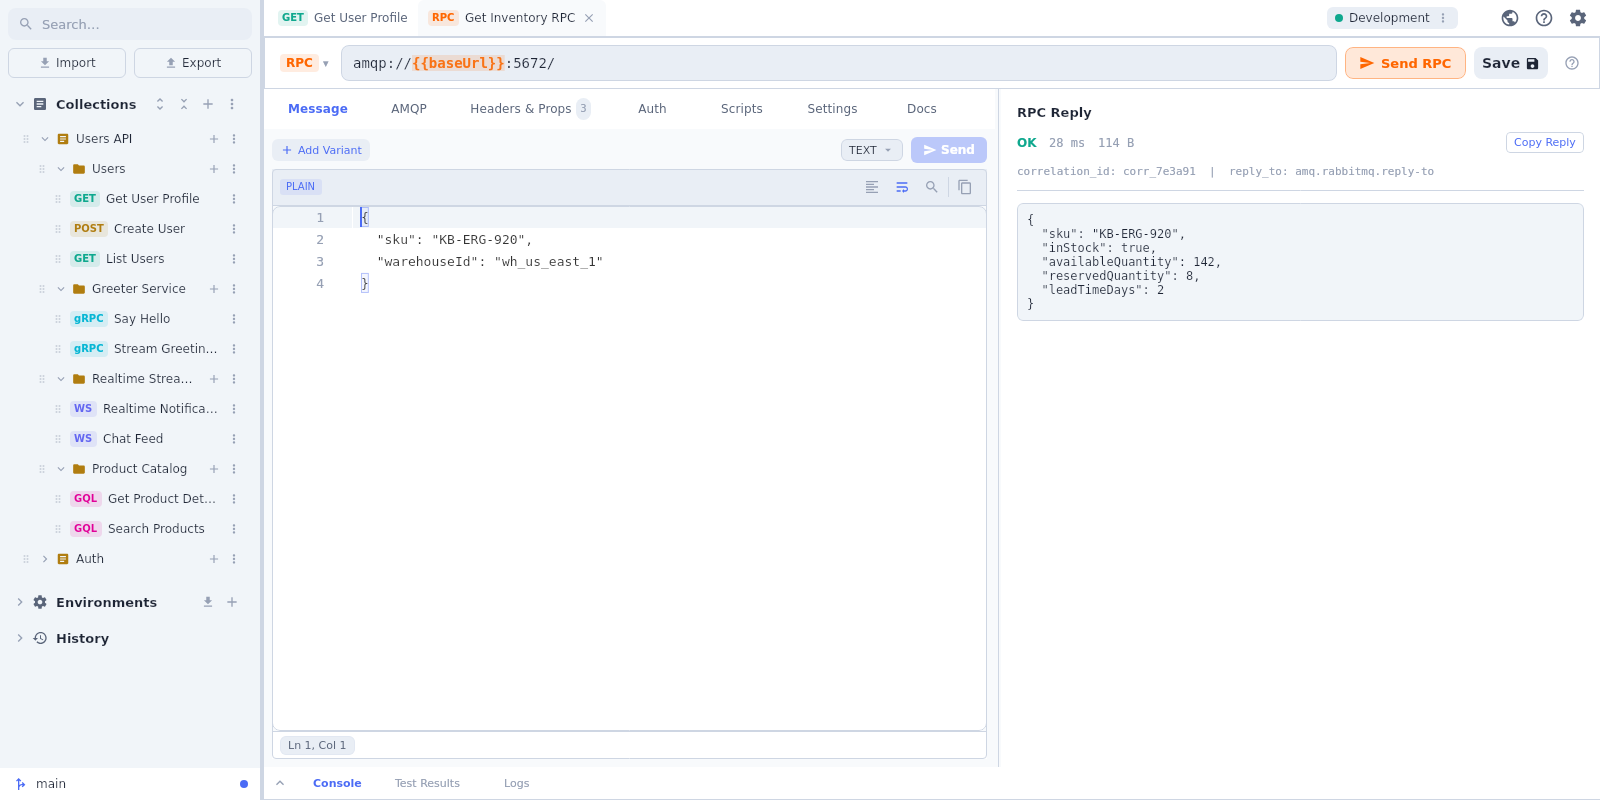 Search...
Import
Export
Collections
Users API
Users
GET Get User Profile
POST Create User
GET List Users
Greeter Service
gRPC Say Hello
gRPC Stream Greetin...
Realtime Strea...
WS Realtime Notifica...
WS Chat Feed
Product Catalog
GQL Get Product Det...
GQL Search Products
Auth
Environments
History
main
GET Get User Profile
RPC Get Inventory RPC
Development
RPC
amqp://{{baseUrl}}:5672/
Send RPC
Save
Message
AMQP
Headers & Props 3
Auth
Scripts
Settings
Docs
Add Variant
TEXT
Send
PLAIN
1 {
2 "sku": "KB-ERG-920",
3 "warehouseId": "wh_us_east_1"
4 }
Ln 1, Col 1
RPC Reply
OK 28 ms 114 B
Copy Reply
correlation_id: corr_7e3a91 | reply_to: amq.rabbitmq.reply-to
{
"sku": "KB-ERG-920",
"inStock": true,
"availableQuantity": 142,
"reservedQuantity": 8,
"leadTimeDays": 2
}
Console
Test Results
Logs